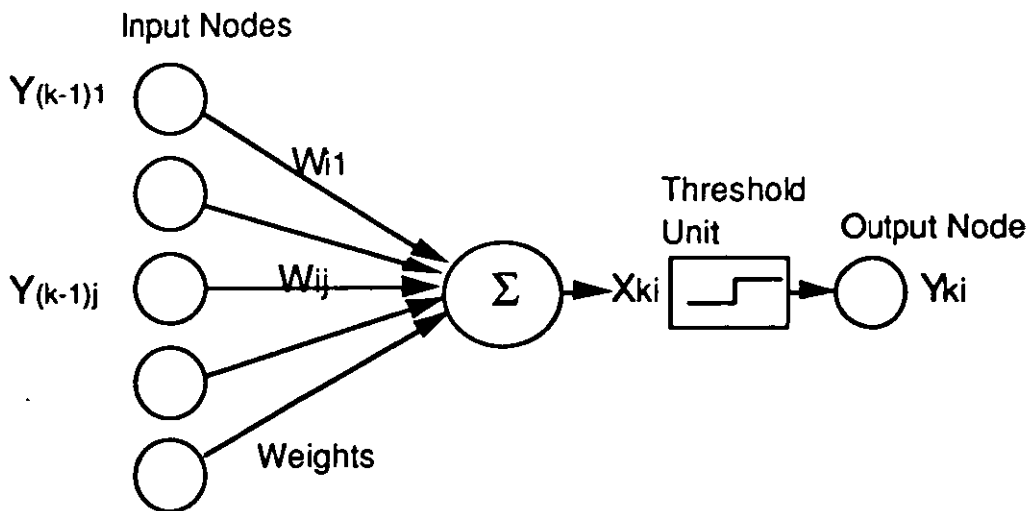 Input Nodes
Y(k-1)1
Wi1
Threshold
Unit
Output Node
Y(k-1)j
Wij
Σ
Xki
Yki
Weights